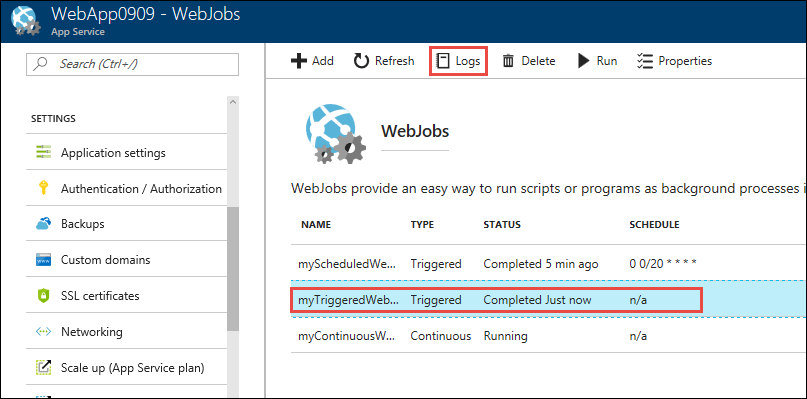 WebApp0909 - WebJobs
App Service
Search (Ctrl+/)
SETTINGS
Application settings
Authentication / Authorization
Backups
Custom domains
SSL certificates
Networking
Scale up (App Service plan)
Add Refresh Logs Delete Run Properties
WebJobs
WebJobs provide an easy way to run scripts or programs as background processes i
NAME TYPE STATUS SCHEDULE
myScheduledWe... Triggered Completed 5 min ago 0 0/20 * * * *
myTriggeredWeb... Triggered Completed Just now n/a
myContinuousW... Continuous Running n/a